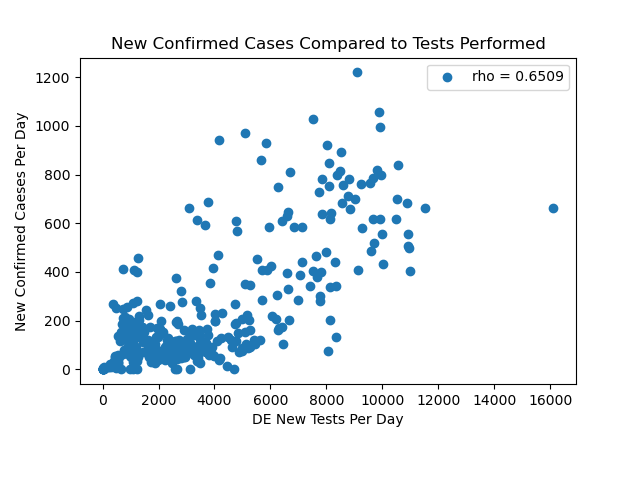 New Confirmed Cases Compared to Tests Performed
rho = 0.6509
New Confirmed Caeses Per Day
1200
1000
800
600
400
200
0
0 2000 4000 6000 8000 10000 12000 14000 16000
DE New Tests Per Day